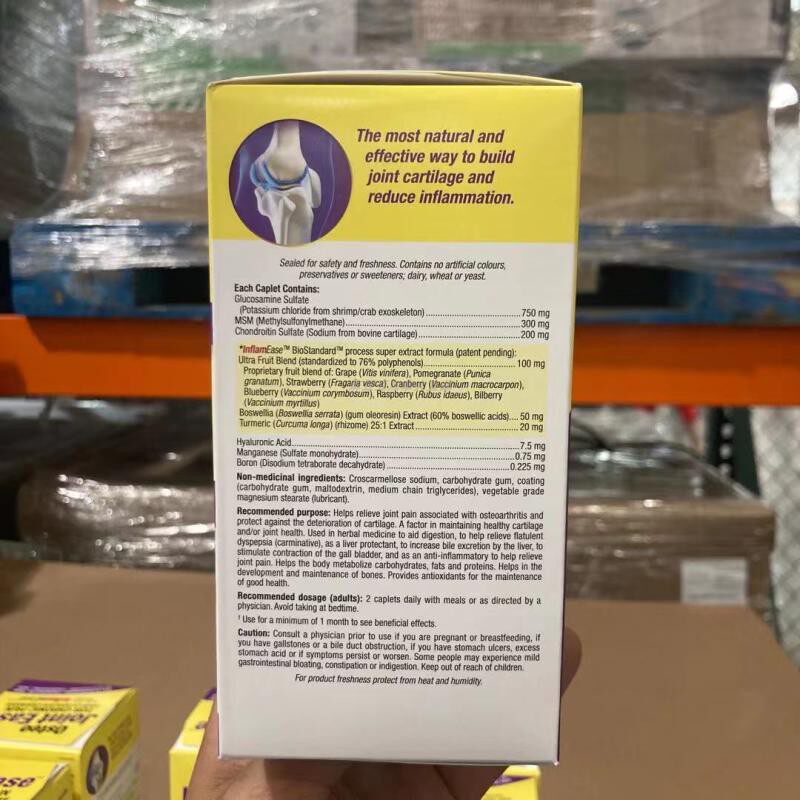 The most natural and
effective way to build
joint cartilage and
reduce inflammation.
Sealed for safety and freshness. Contains no artificial colours,
preservatives or sweeteners; dairy, wheat or yeast.
Each Caplet Contains:
Glucosamine Sulfate
(Potassium chloride from shrimp/crab exoskeleton)..........750 mg
MSM (Methylsulfonylmethane)..........300 mg
Chondroitin Sulfate (Sodium from bovine cartilage)..........200 mg
*InflamEase™ BioStandard™ process super extract formula (patent pending):
Ultra Fruit Blend (standardized to 76% polyphenols)..........100 mg
Proprietary fruit blend of: Grape (Vitis vinifera), Pomegranate (Punica
granatum), Strawberry (Fragaria vesca), Cranberry (Vaccinium macrocarpon),
Blueberry (Vaccinium corymbosum), Raspberry (Rubus idaeus), Bilberry
(Vaccinium myrtillus)
Boswellia (Boswellia serrata) (gum oleoresin) Extract (60% boswellic acids)....50 mg
Turmeric (Curcuma longa) (rhizome) 25:1 Extract..........20 mg
Hyaluronic Acid..........7.5 mg
Manganese (Sulfate monohydrate)..........0.75 mg
Boron (Disodium tetraborate decahydrate)..........0.225 mg
Non-medicinal ingredients: Croscarmellose sodium, carbohydrate gum, coating
(carbohydrate gum, maltodextrin, medium chain triglycerides), vegetable grade
magnesium stearate (lubricant).
Recommended purpose: Helps relieve joint pain associated with osteoarthritis and
protect against the deterioration of cartilage. A factor in maintaining healthy cartilage
and/or joint health. Used in herbal medicine to aid digestion, to help relieve flatulent
dyspepsia (carminative), as a liver protectant, to increase bile excretion by the liver, to
stimulate contraction of the gall bladder, and as an anti-inflammatory to help relieve
joint pain. Helps the body metabolize carbohydrates, fats and proteins. Helps in the
development and maintenance of bones. Provides antioxidants for the maintenance
of good health.
Recommended dosage (adults): 2 caplets daily with meals or as directed by a
physician. Avoid taking at bedtime.
¹ Use for a minimum of 1 month to see beneficial effects.
Caution: Consult a physician prior to use if you are pregnant or breastfeeding, if
you have gallstones or a bile duct obstruction, if you have stomach ulcers, excess
stomach acid or if symptoms persist or worsen. Some people may experience mild
gastrointestinal bloating, constipation or indigestion. Keep out of reach of children.
For product freshness protect from heat and humidity.
Osteo
Joint Eas